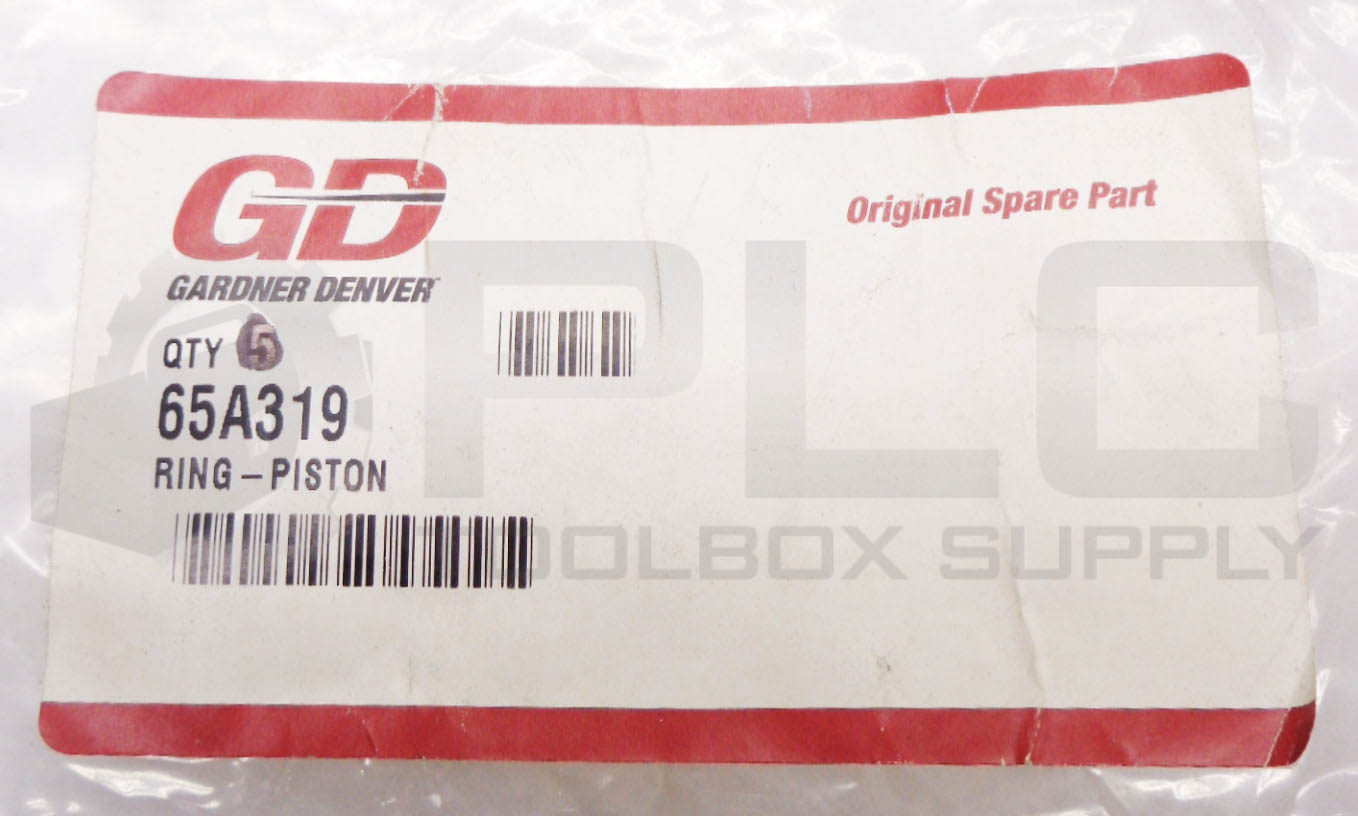 GD
Original Spare Part
GARDNER DENVER
QTY 5
65A319
RING-PISTON
PLC
TOOLBOX SUPPLY